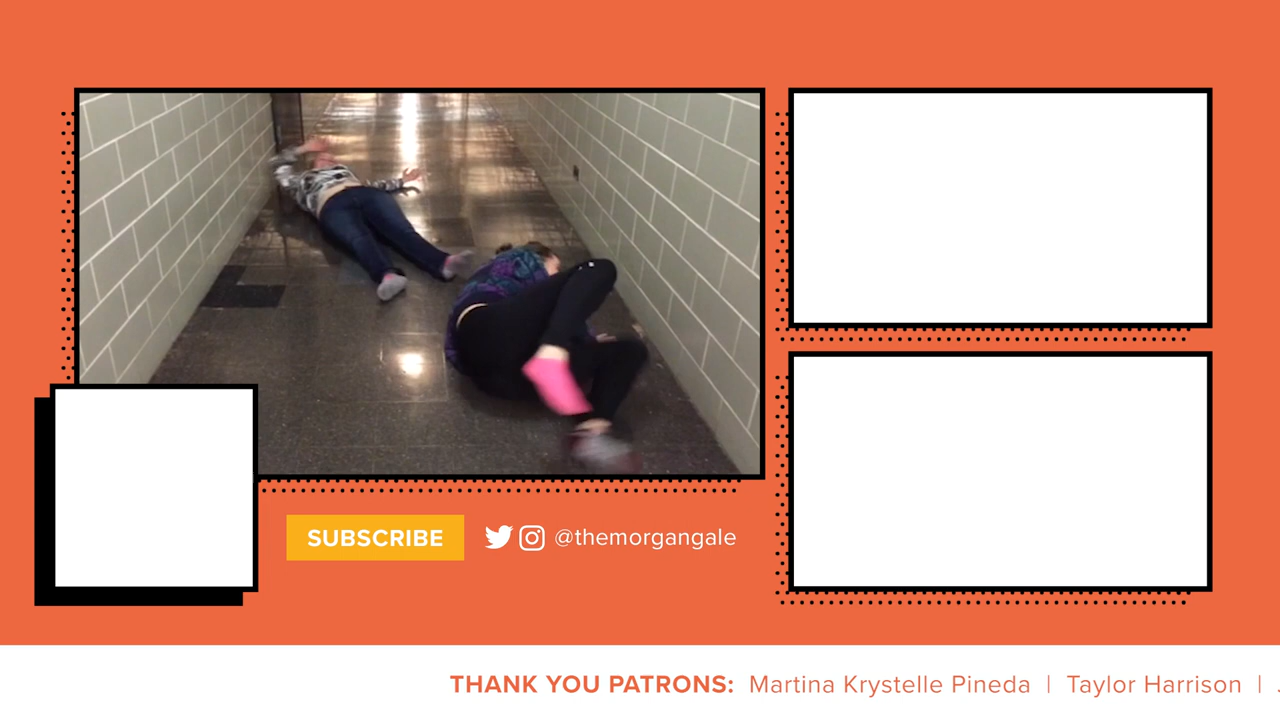 SUBSCRIBE
@themorgangale
THANK YOU PATRONS: Martina Krystelle Pineda | Taylor Harrison |